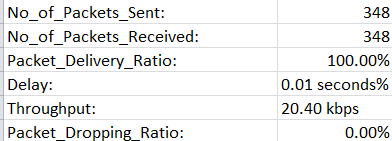 No_of_Packets_Sent: 348
No_of_Packets_Received: 348
Packet_Delivery_Ratio: 100.00%
Delay: 0.01 seconds%
Throughput: 20.40 kbps
Packet_Dropping_Ratio: 0.00%